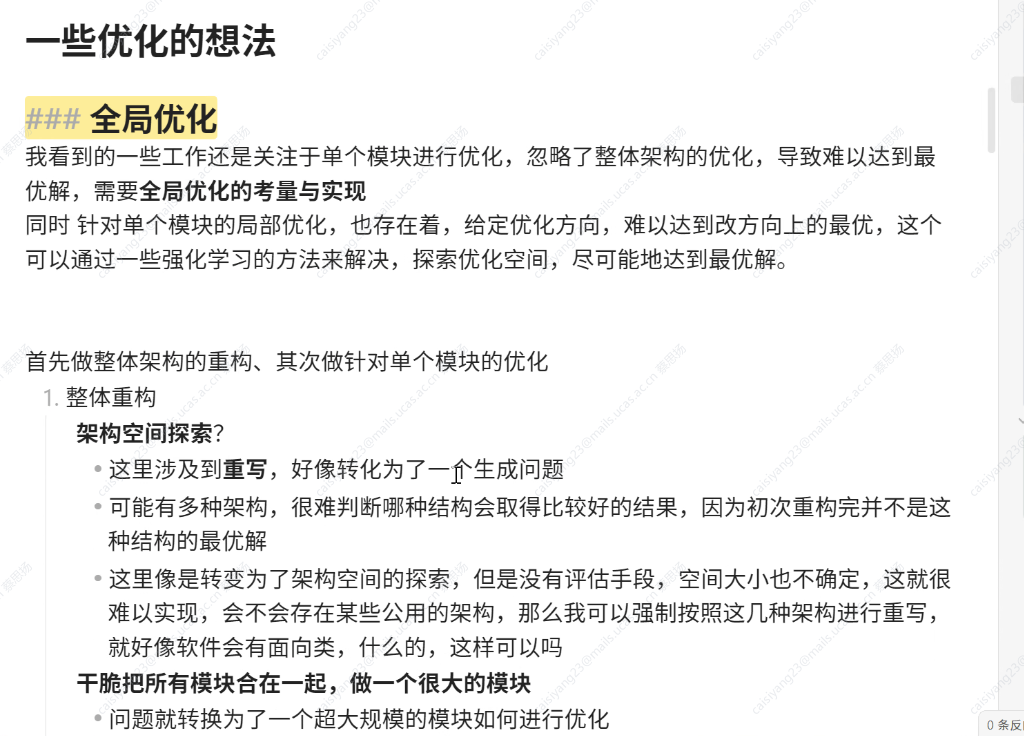 一些优化的想法
### 全局优化
我看到的一些工作还是关注于单个模块进行优化，忽略了整体架构的优化，导致难以达到最
优解，需要全局优化的考量与实现
同时 针对单个模块的局部优化，也存在着，给定优化方向，难以达到改方向上的最优，这个
可以通过一些强化学习的方法来解决，探索优化空间，尽可能地达到最优解。
首先做整体架构的重构、其次做针对单个模块的优化
1. 整体重构
架构空间探索？
• 这里涉及到重写，好像转化为了一个生成问题
• 可能有多种架构，很难判断哪种结构会取得比较好的结果，因为初次重构完并不是这
种结构的最优解
• 这里像是转变为了架构空间的探索，但是没有评估手段，空间大小也不确定，这就很
难以实现，会不会存在某些公用的架构，那么我可以强制按照这几种架构进行重写，
就好像软件会有面向类，什么的，这样可以吗
干脆把所有模块合在一起，做一个很大的模块
• 问题就转换为了一个超大规模的模块如何进行优化
0 条反